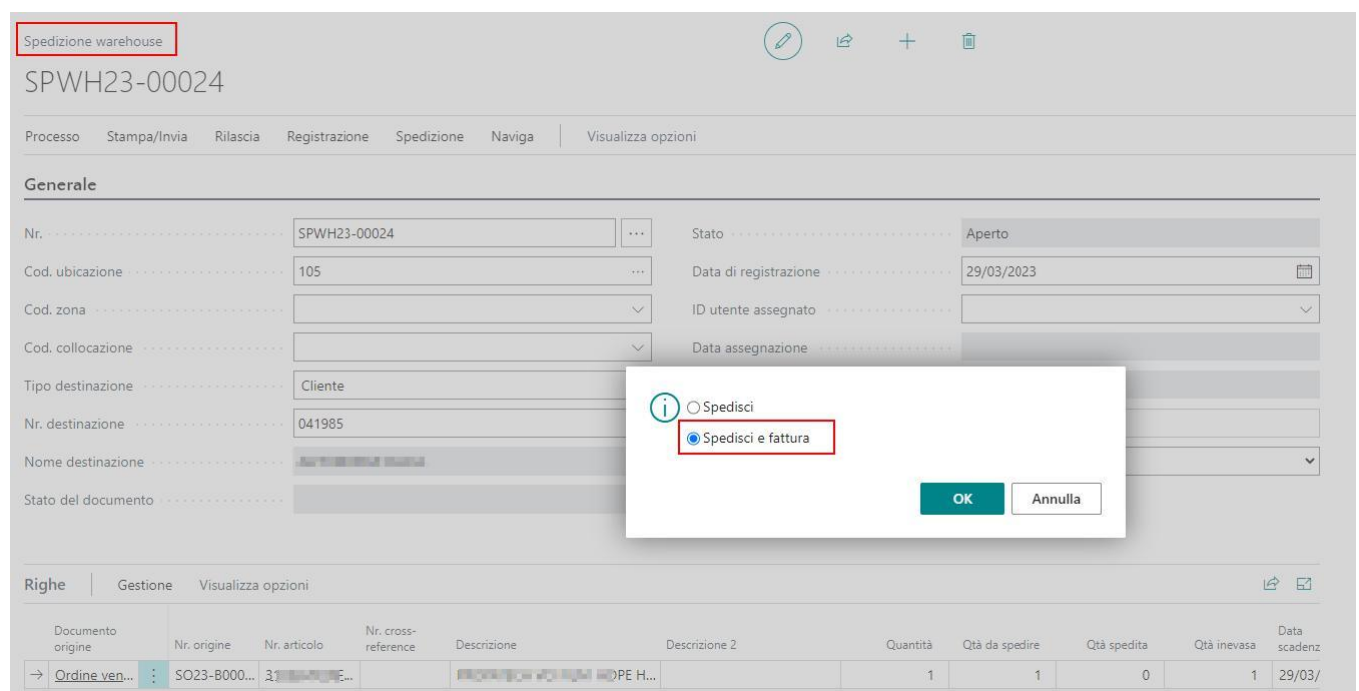 Spedizione warehouse
SPWH23-00024
Processo Stampa/Invia Rilascia Registrazione Spedizione Naviga Visualizza opzioni
Generale
Nr. SPWH23-00024 ... Stato Aperto
Cod. ubicazione 105 ... Data di registrazione 29/03/2023
Cod. zona ID utente assegnato
Cod. collocazione Data assegnazione
Tipo destinazione Cliente
Nr. destinazione 041985
Nome destinazione
Stato del documento
Spedisci
Spedisci e fattura
OK Annulla
Righe Gestione Visualizza opzioni
Documento origine Nr. origine Nr. articolo Nr. cross-reference Descrizione Descrizione 2 Quantità Qtà da spedire Qtà spedita Qtà inevasa Data scadenz
Ordine ven... SO23-B000... 1 1 0 1 29/03/